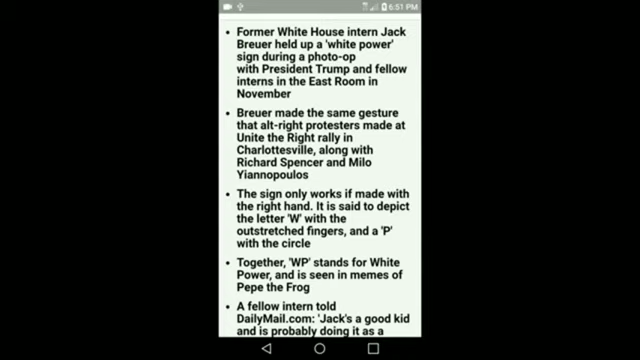 6:51 PM
Former White House intern Jack
Breuer held up a 'white power'
sign during a photo-op
with President Trump and fellow
interns in the East Room in
November
Breuer made the same gesture
that alt-right protesters made at
Unite the Right rally in
Charlottesville, along with
Richard Spencer and Milo
Yiannopoulos
The sign only works if made with
the right hand. It is said to depict
the letter 'W' with the
outstretched fingers, and a 'P'
with the circle
Together, 'WP' stands for White
Power, and is seen in memes of
Pepe the Frog
A fellow intern told
DailyMail.com: 'Jack's a good kid
and is probably doing it as a